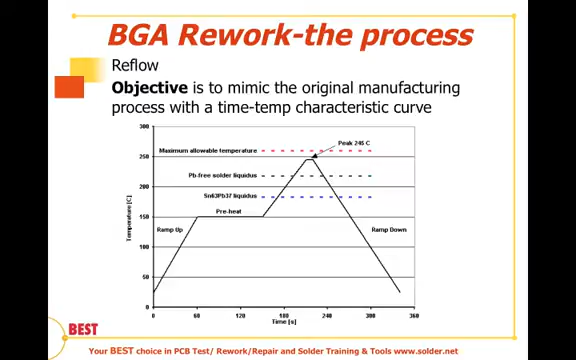 BGA Rework-the process
Reflow
Objective is to mimic the original manufacturing
process with a time-temp characteristic curve
300
250
200
150
100
50
0
Temperature [C]
Maximum allowable temperature
Peak 245 C
Pb-free solder liquidus
Sn63Pb37 liquidus
Pre-heat
Ramp Up
Ramp Down
0 60 120 180 240 300 360
Time [s]
BEST
Your BEST choice in PCB Test/ Rework/Repair and Solder Training & Tools www.solder.net